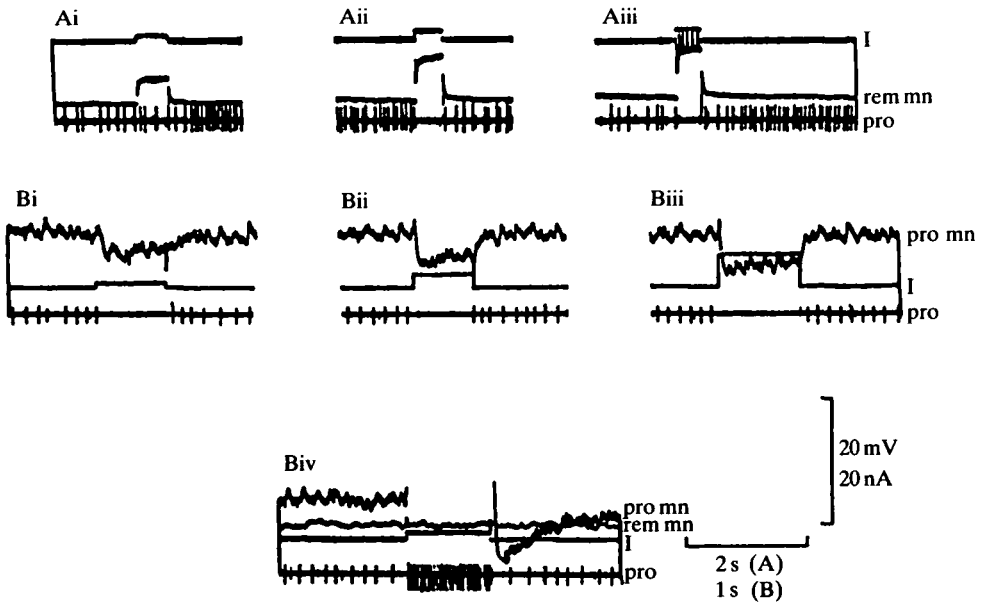 Ai
Aii
Aiii
I
rem mn
pro
Bi
Bii
Biii
pro mn
I
pro
Biv
pro mn
rem mn
I
pro
20 mV
20 nA
2 s (A)
1 s (B)